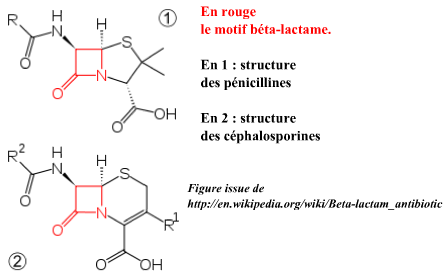 En rouge
le motif béta-lactame.
En 1 : structure
des pénicillines
En 2 : structure
des céphalosporines
Figure issue de
http://en.wikipedia.org/wiki/Beta-lactam_antibiotic
1
R
H
N
H
S
O
O
N
OH
O
R2
H
N
H
S
O
O
N
R1
O
OH
2